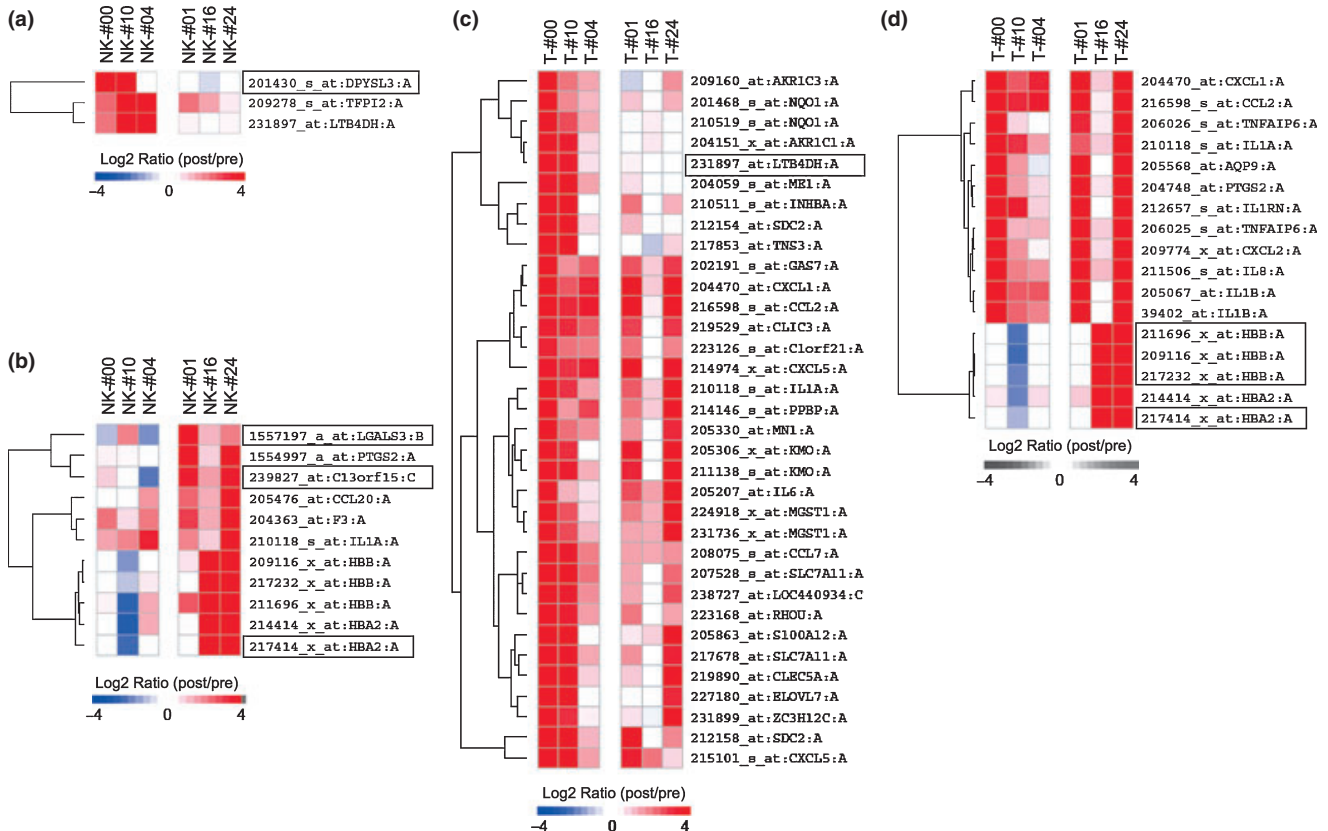 (a)
NK-#00
NK-#10
NK-#04
NK-#01
NK-#16
NK-#24
201430_s_at:DPYSL3:A
209278_s_at:TFPI2:A
231897_at:LTB4DH:A
Log2 Ratio (post/pre)
−4 0 4
(b)
NK-#00
NK-#10
NK-#04
NK-#01
NK-#16
NK-#24
1557197_a_at:LGALS3:B
1554997_a_at:PTGS2:A
239827_at:C13orf15:C
205476_at:CCL20:A
204363_at:F3:A
210118_s_at:IL1A:A
209116_x_at:HBB:A
217232_x_at:HBB:A
211696_x_at:HBB:A
214414_x_at:HBA2:A
217414_x_at:HBA2:A
Log2 Ratio (post/pre)
−4 0 4
(c)
T-#00
T-#10
T-#04
T-#01
T-#16
T-#24
209160_at:AKR1C3:A
201468_s_at:NQO1:A
210519_s_at:NQO1:A
204151_x_at:AKR1C1:A
231897_at:LTB4DH:A
204059_s_at:ME1:A
210511_s_at:INHBA:A
212154_at:SDC2:A
217853_at:TNS3:A
202191_s_at:GAS7:A
204470_at:CXCL1:A
216598_s_at:CCL2:A
219529_at:CLIC3:A
223126_s_at:C1orf21:A
214974_x_at:CXCL5:A
210118_s_at:IL1A:A
214146_s_at:PPBP:A
205330_at:MN1:A
205306_x_at:KMO:A
211138_s_at:KMO:A
205207_at:IL6:A
224918_x_at:MGST1:A
231736_x_at:MGST1:A
208075_s_at:CCL7:A
207528_s_at:SLC7A11:A
238727_at:LOC440934:C
223168_at:RHOU:A
205863_at:S100A12:A
217678_at:SLC7A11:A
219890_at:CLEC5A:A
227180_at:ELOVL7:A
231899_at:ZC3H12C:A
212158_at:SDC2:A
215101_s_at:CXCL5:A
Log2 Ratio (post/pre)
−4 0 4
(d)
T-#00
T-#10
T-#04
T-#01
T-#16
T-#24
204470_at:CXCL1:A
216598_s_at:CCL2:A
206026_s_at:TNFAIP6:A
210118_s_at:IL1A:A
205568_at:AQP9:A
204748_at:PTGS2:A
212657_s_at:IL1RN:A
206025_s_at:TNFAIP6:A
209774_x_at:CXCL2:A
211506_s_at:IL8:A
205067_at:IL1B:A
39402_at:IL1B:A
211696_x_at:HBB:A
209116_x_at:HBB:A
217232_x_at:HBB:A
214414_x_at:HBA2:A
217414_x_at:HBA2:A
Log2 Ratio (post/pre)
−4 0 4